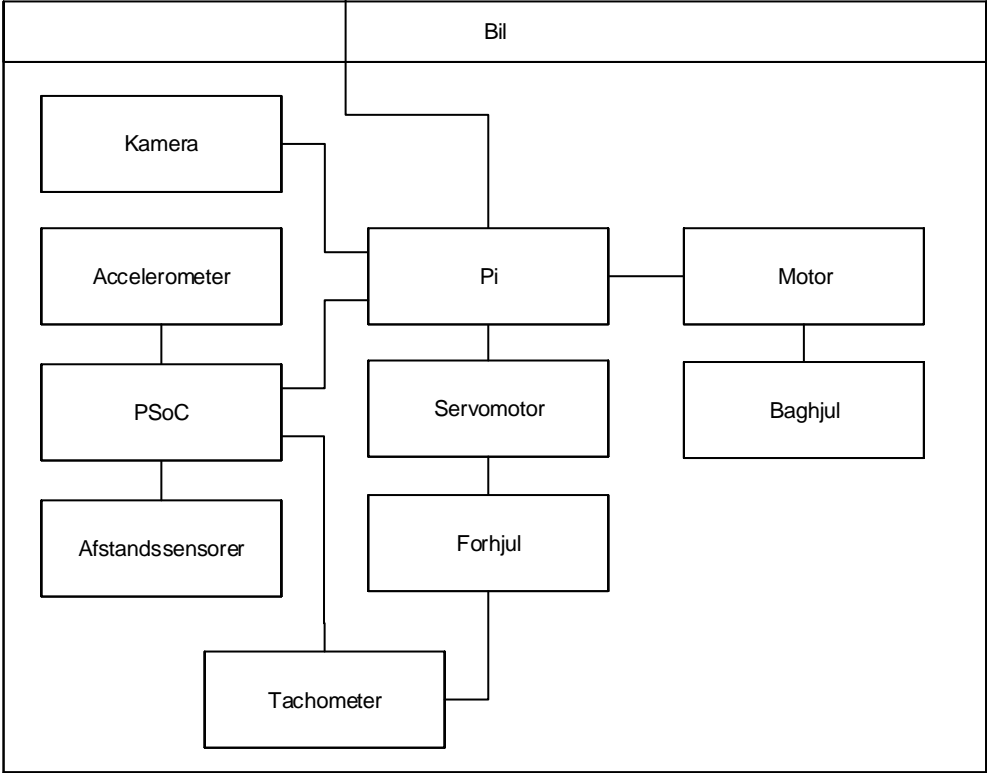 Bil
Kamera
Accelerometer
Pi
Motor
PSoC
Servomotor
Baghjul
Afstandssensorer
Forhjul
Tachometer